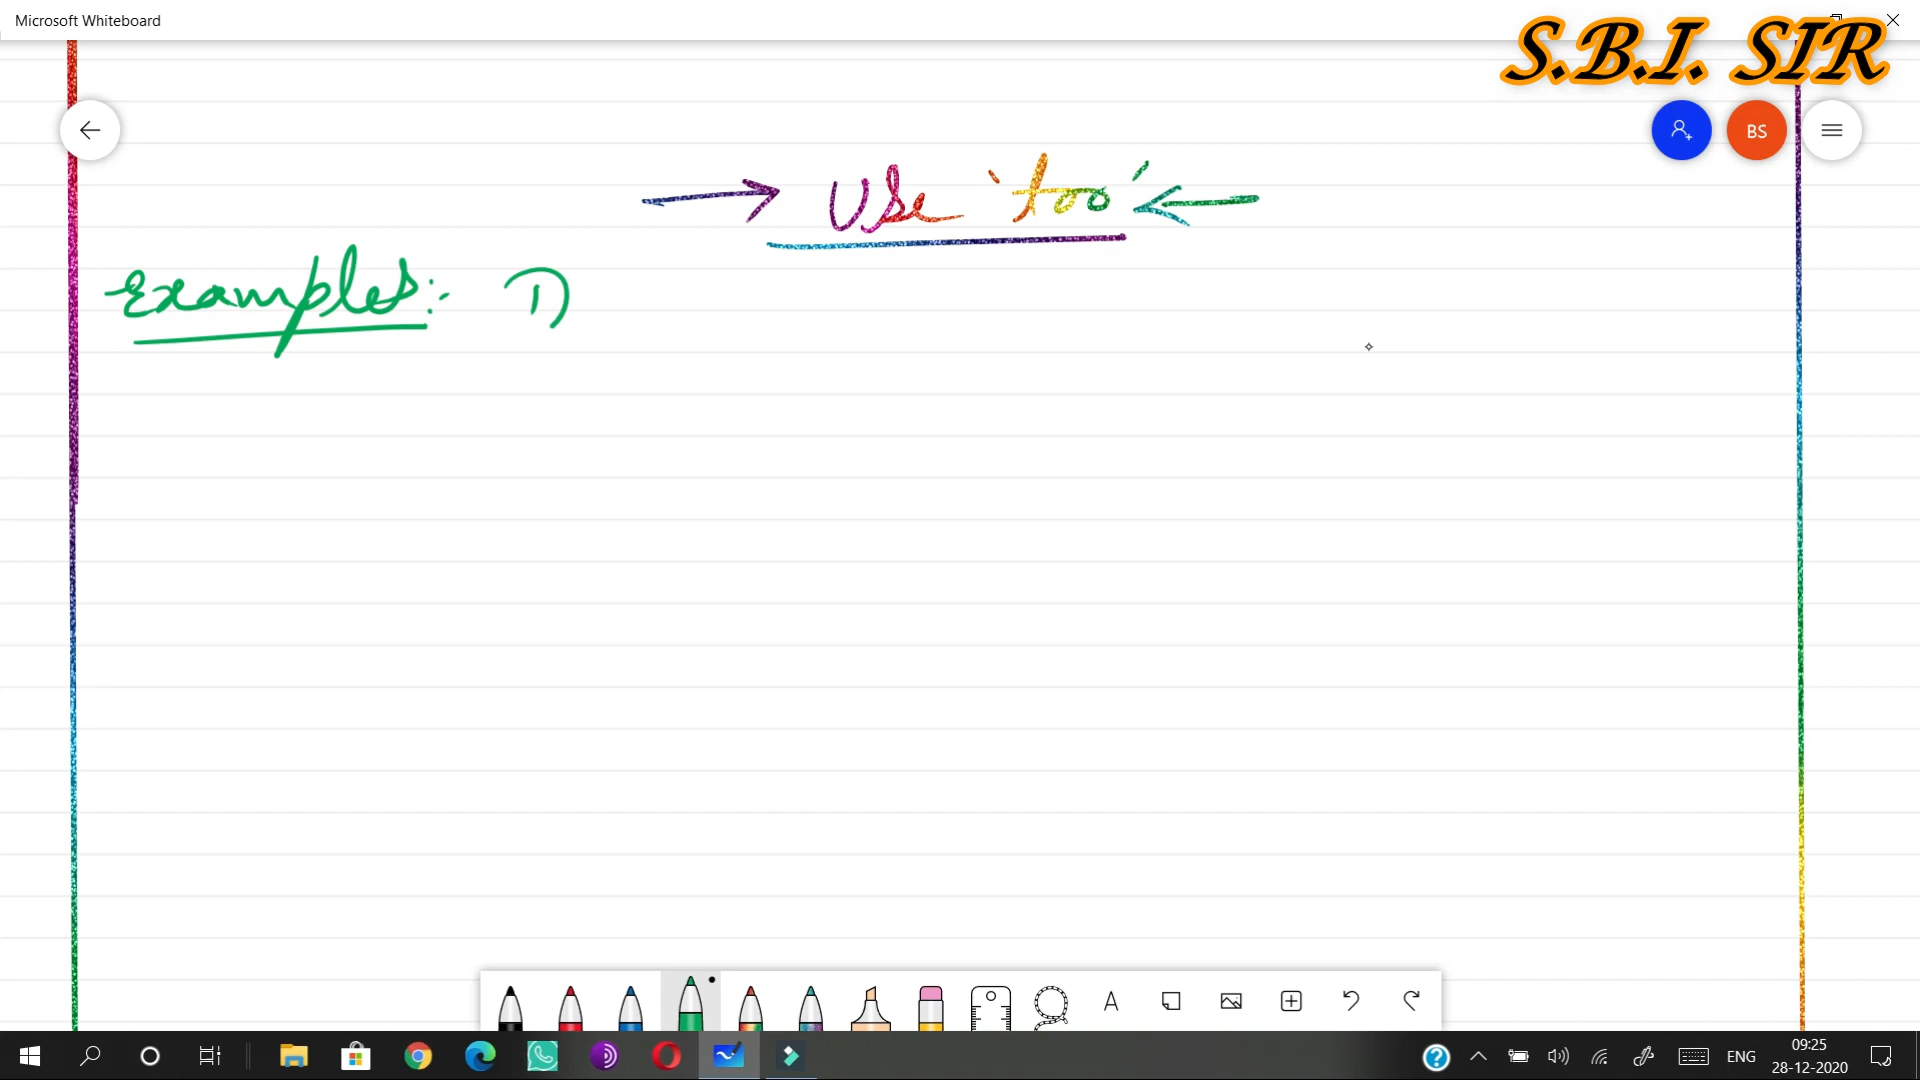 Microsoft Whiteboard
S.B.I. SIR
BS
→ Use 'too' ←
Examples:- 1)
A
ENG
09:25
28-12-2020